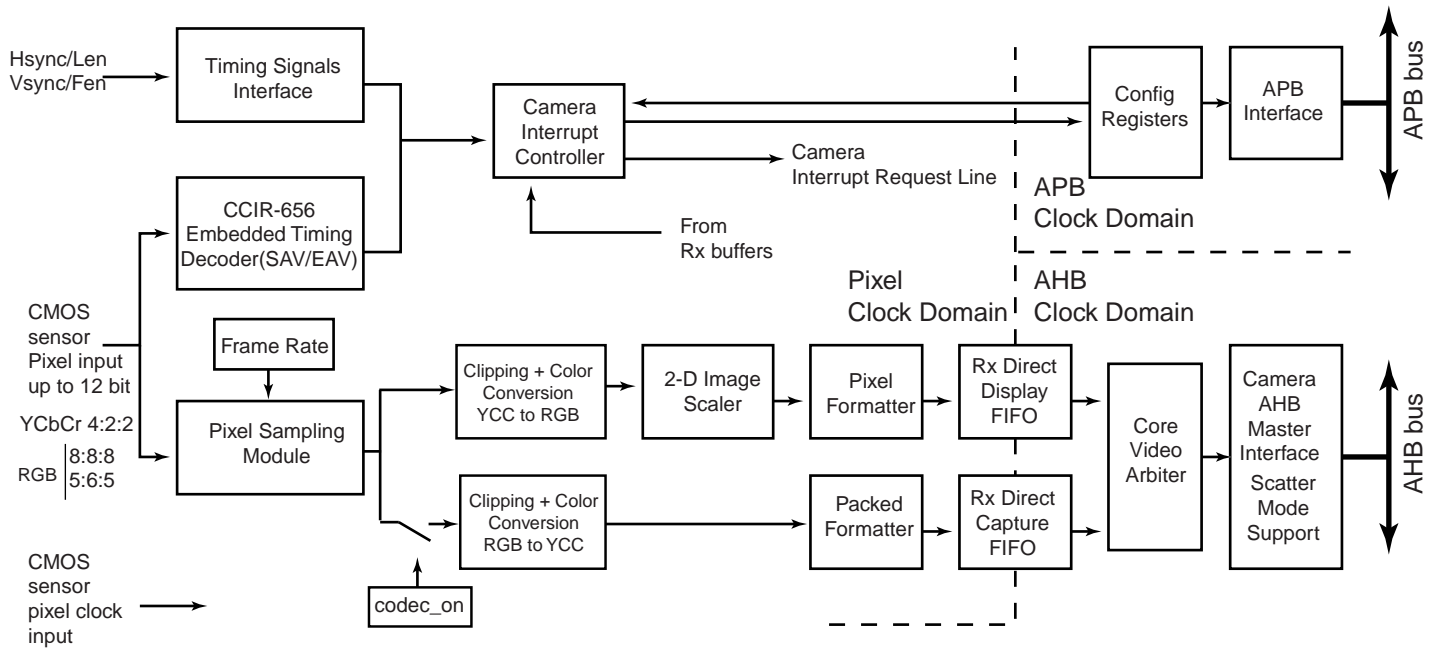 Hsync/Len
Vsync/Fen
Timing Signals
Interface
Camera
Interrupt
Controller
Config
Registers
APB
Interface
APB bus
Camera
Interrupt Request Line
APB
Clock Domain
CCIR-656
Embedded Timing
Decoder(SAV/EAV)
From
Rx buffers
Pixel
Clock Domain
AHB
Clock Domain
CMOS
sensor
Pixel input
up to 12 bit
YCbCr 4:2:2
RGB
8:8:8
5:6:5
Frame Rate
Pixel Sampling
Module
Clipping + Color
Conversion
YCC to RGB
2-D Image
Scaler
Pixel
Formatter
Rx Direct
Display
FIFO
Core
Video
Arbiter
Camera
AHB
Master
Interface
Scatter
Mode
Support
AHB bus
Clipping + Color
Conversion
RGB to YCC
Packed
Formatter
Rx Direct
Capture
FIFO
codec_on
CMOS
sensor
pixel clock
input